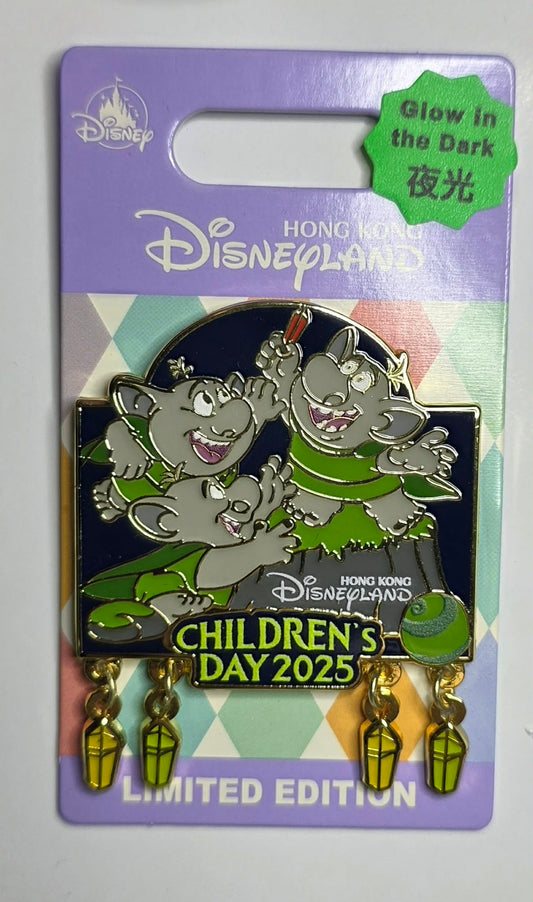 Disney
Glow in
the Dark
夜光
HONG KONG
DISNEYLAND
HONG KONG
DISNEYLAND
CHILDREN'S
DAY 2025
LIMITED EDITION